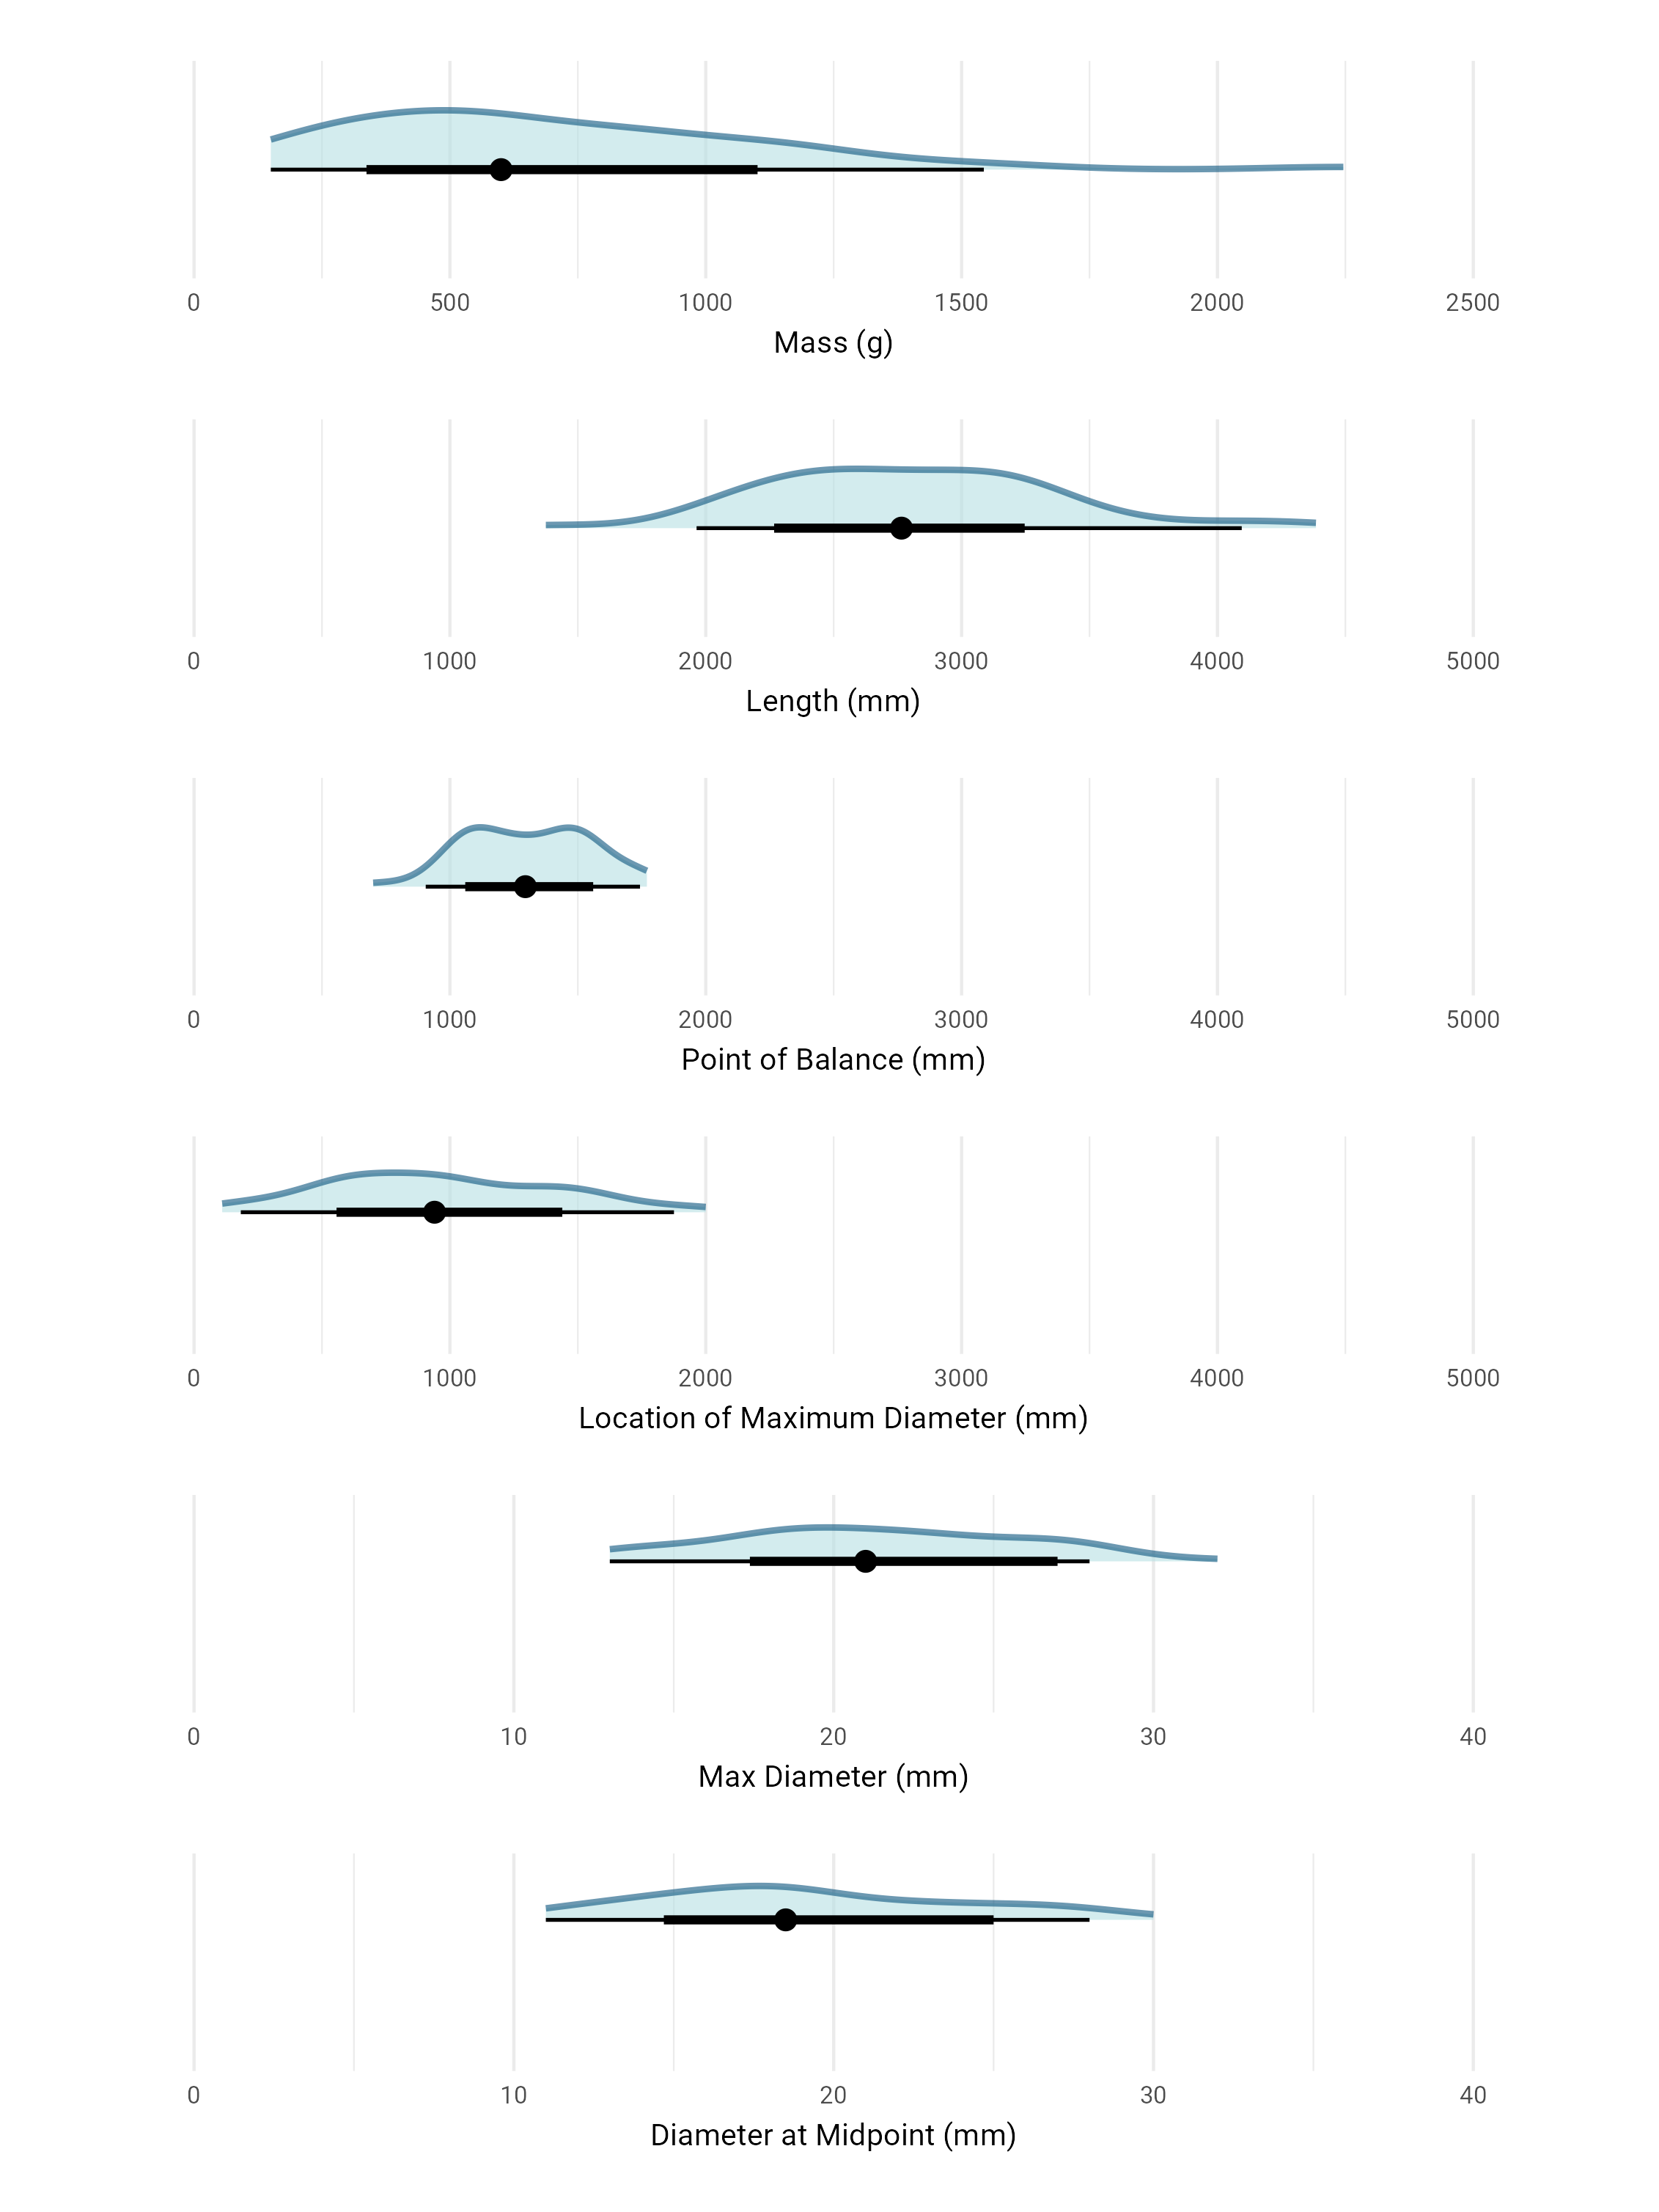 0 500 1000 1500 2000 2500
Mass (g)
0 1000 2000 3000 4000 5000
Length (mm)
0 1000 2000 3000 4000 5000
Point of Balance (mm)
0 1000 2000 3000 4000 5000
Location of Maximum Diameter (mm)
0 10 20 30 40
Max Diameter (mm)
0 10 20 30 40
Diameter at Midpoint (mm)